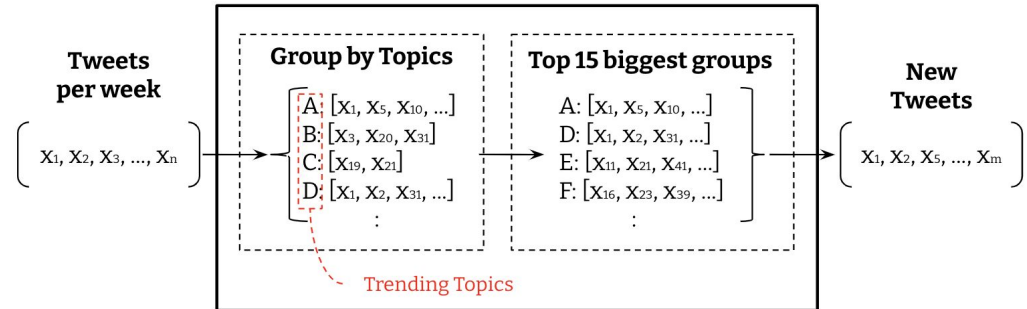 Tweets
per week
x₁, x₂, x₃, ..., xₙ
Group by Topics
A: [x₁, x₅, x₁₀, ...]
B: [x₃, x₂₀, x₃₁]
C: [x₁₉, x₂₁]
D: [x₁, x₂, x₃₁, ...]
:
Trending Topics
Top 15 biggest groups
A: [x₁, x₅, x₁₀, ...]
D: [x₁, x₂, x₃₁, ...]
E: [x₁₁, x₂₁, x₄₁, ...]
F: [x₁₆, x₂₃, x₃₉, ...]
:
New
Tweets
x₁, x₂, x₅, ..., xₘ